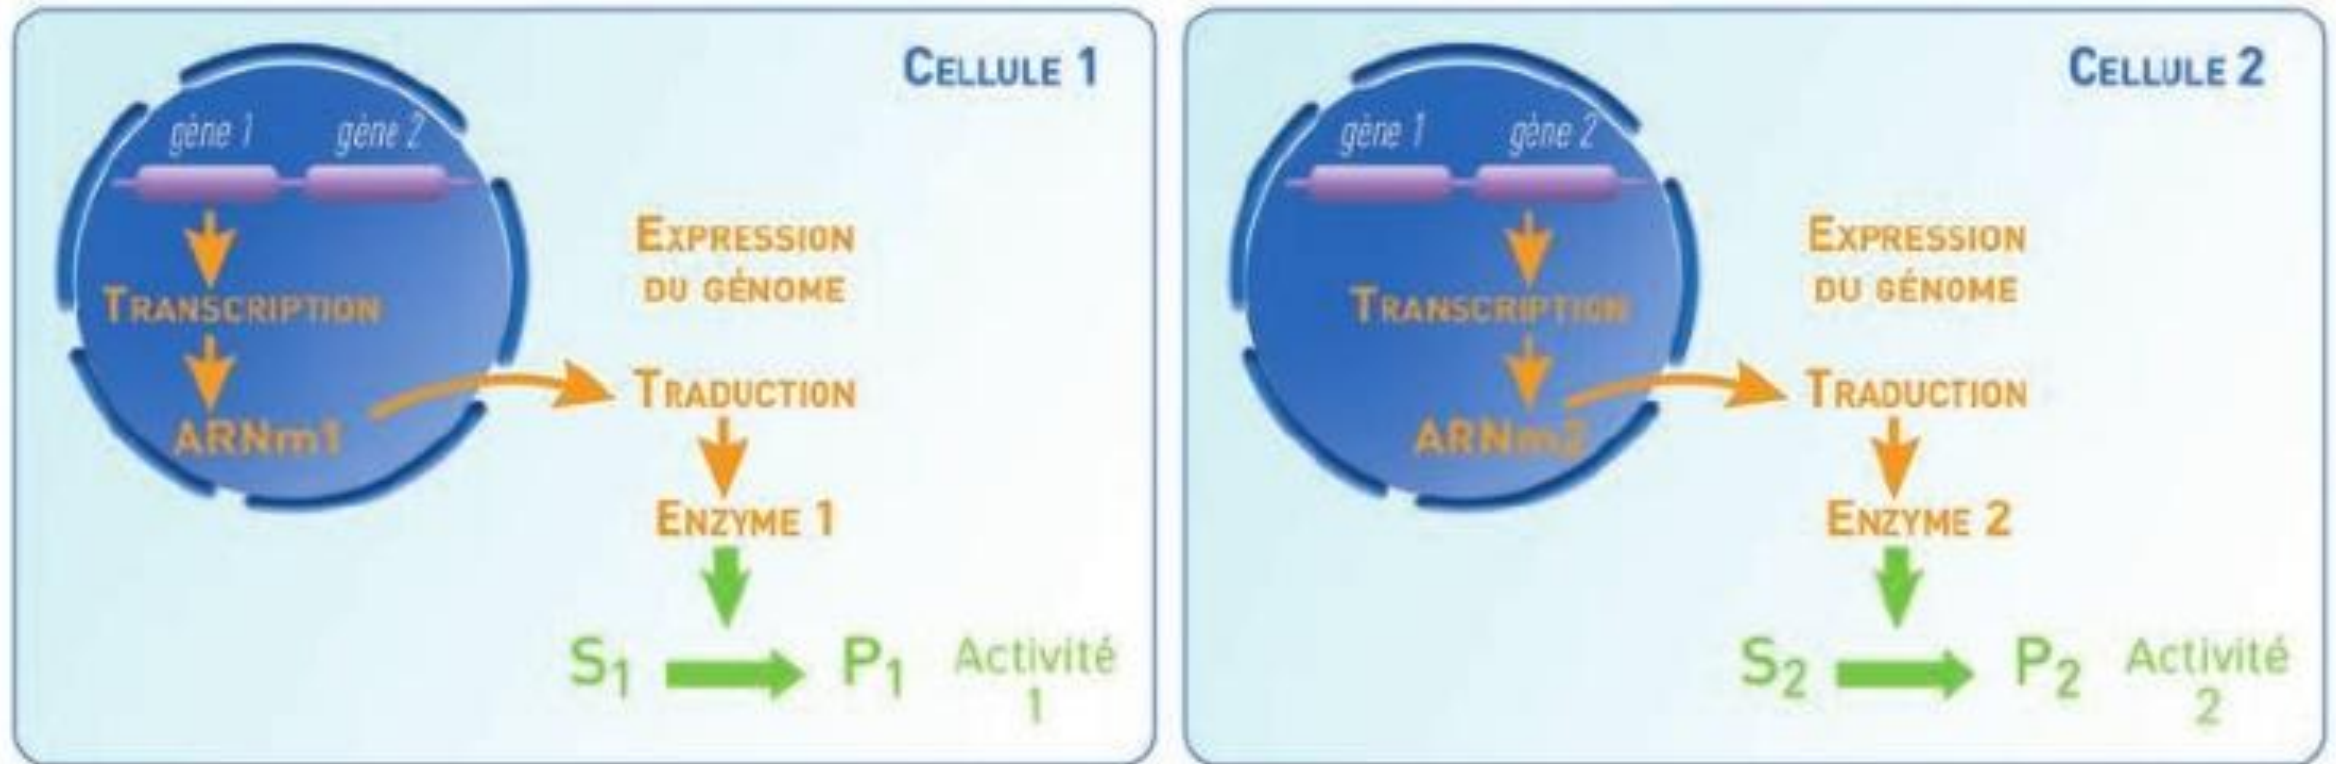 CELLULE 1
gène 1 gène 2
EXPRESSION
DU GÉNOME
TRANSCRIPTION
TRADUCTION
ARNm1
ENZYME 1
S1 P1 Activité
1
CELLULE 2
gène 1 gène 2
EXPRESSION
DU GÉNOME
TRANSCRIPTION
TRADUCTION
ARNm2
ENZYME 2
S2 P2 Activité
2